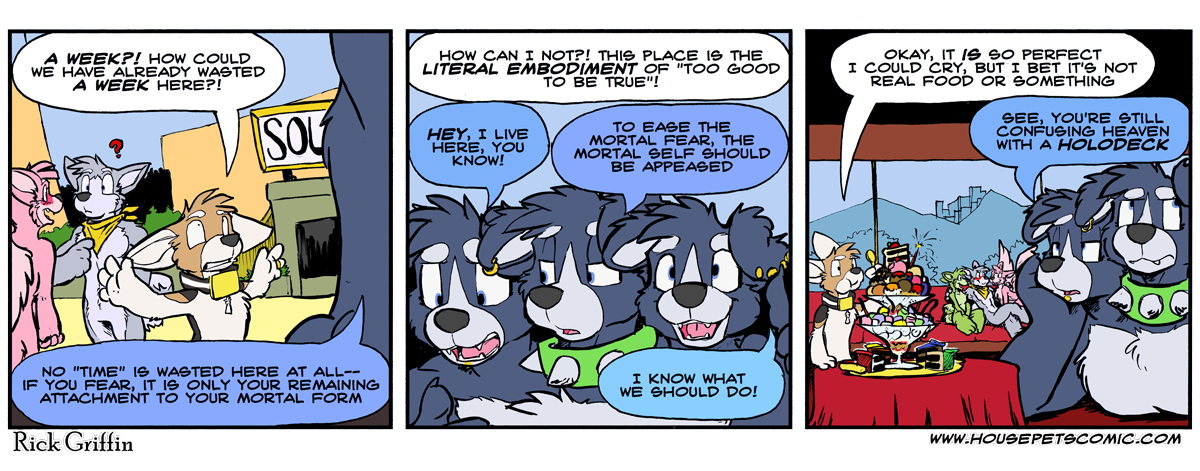 A WEEK?! HOW COULD
WE HAVE ALREADY WASTED
A WEEK HERE?!
?
SOU
NO "TIME" IS WASTED HERE AT ALL--
IF YOU FEAR, IT IS ONLY YOUR REMAINING
ATTACHMENT TO YOUR MORTAL FORM
HOW CAN I NOT?! THIS PLACE IS THE
LITERAL EMBODIMENT OF "TOO GOOD
TO BE TRUE"!
HEY, I LIVE
HERE, YOU
KNOW!
TO EASE THE
MORTAL FEAR, THE
MORTAL SELF SHOULD
BE APPEASED
I KNOW WHAT
WE SHOULD DO!
OKAY, IT IS SO PERFECT
I COULD CRY, BUT I BET IT'S NOT
REAL FOOD OR SOMETHING
SEE, YOU'RE STILL
CONFUSING HEAVEN
WITH A HOLODECK
Rick Griffin
WWW.HOUSEPETSCOMIC.COM